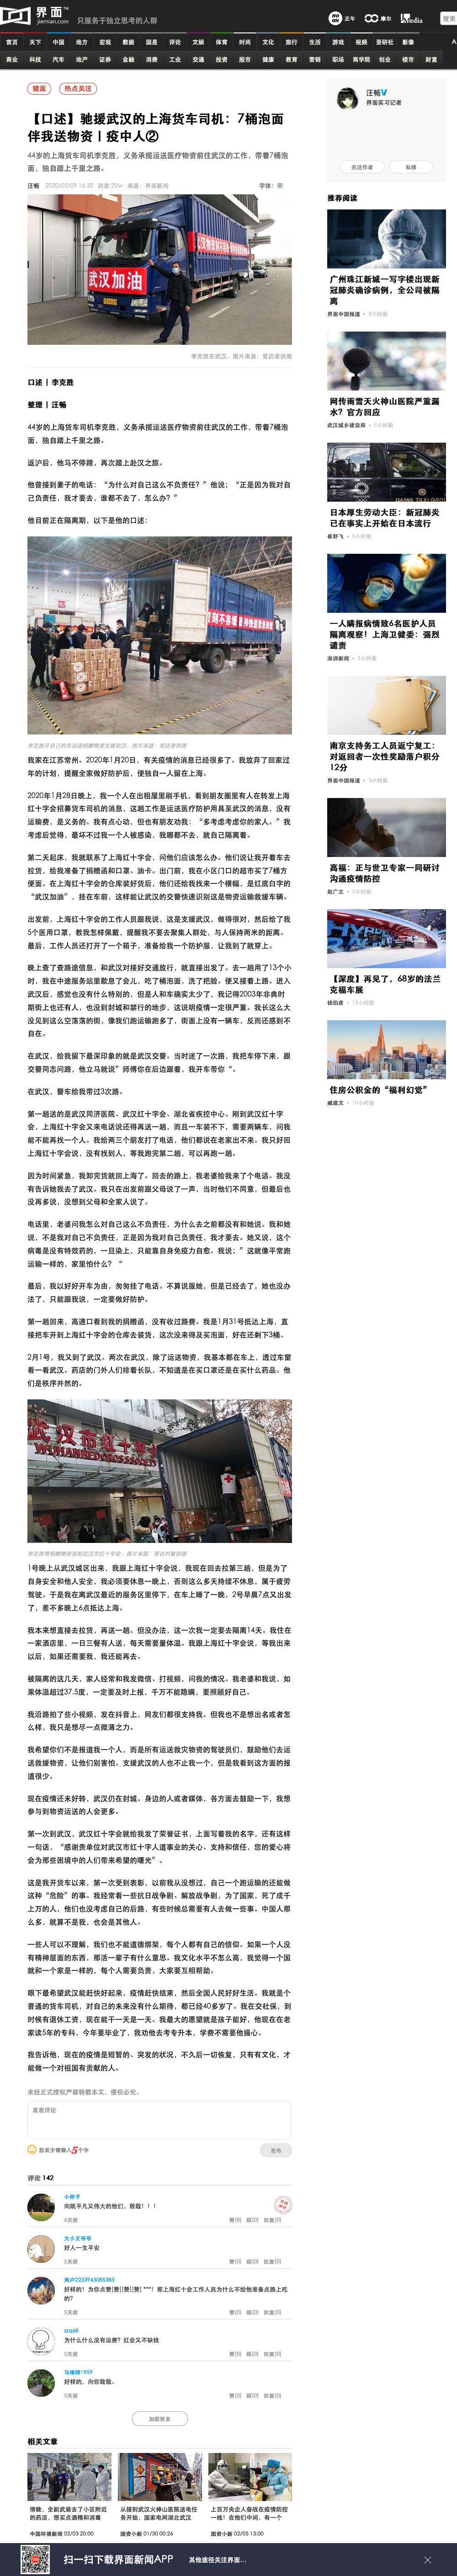 界面
jiemian.com
只服务于独立思考的人群
正午
摩尔
Media
搜索
首页 天下 中国 地方 宏观 数据 国是 评论 文娱 体育 时尚 文化 旅行 生活 游戏 视频 歪研社 影像
商业 科技 汽车 地产 证券 金融 消费 工业 交通 投资 股市 健康 教育 营销 职场 商学院 创业 楼市 财富
镀面
热点关注
【口述】驰援武汉的上海货车司机：7桶泡面
伴我送物资丨疫中人②
44岁的上海货车司机李克胜，义务承揽运送医疗物资前往武汉的工作，带着7桶泡
面，独自踏上千里之路。
汪畅 2020/02/09 16:32 浏览 22w 来源：界面新闻
字体：宋
武汉加油
李克胜在武汉。图片来源：受访者供图
口述丨李克胜
整理丨汪畅
44岁的上海货车司机李克胜，义务承揽运送医疗物资前往武汉的工作，带着7桶泡
面，独自踏上千里之路。
返沪后，他马不停蹄，再次踏上赴汉之旅。
他曾接到妻子的电话：“为什么对自己这么不负责任？”他说：“正是因为我对自
己负责任，我才要去，谁都不去了，怎么办？”
他目前正在隔离期，以下是他的口述：
李克胜开自己的车运送捐赠物资支援武汉。图片来源：受访者供图
我家在江苏常州。2020年1月20日，有关疫情的消息已经很多了。我放弃了回家过
年的计划，提醒全家做好防护后，便独自一人留在上海。
2020年1月28日晚上，我一个人在出租屋里刷手机，看到朋友圈里有人在转发上海
红十字会招募货车司机的消息，这趟工作是运送医疗防护用具至武汉的消息，没有
运输费，是义务的。我有点心动，但也有朋友劝我：“多考虑考虑你的家人。”我
考虑后觉得，最坏不过我一个人被感染，我哪都不去，就自己隔离着。
第二天起床，我就联系了上海红十字会，问他们应该怎么办。他们说让我开着车去
拉货，给我准备了捐赠函和口罩、油卡。出门前，我在小区门口的超市买了7桶方
便面。在上海红十字会的仓库装好货后，他们还给我找来一个横幅，是红底白字的
“武汉加油”，挂在车前，这样能让武汉的交警快速识别这是物资运输救援车辆。
出发前，上海红十字会的工作人员跟我说，这是支援武汉，做得很对，然后给了我
5个医用口罩，教我怎样佩戴，提醒我不要去聚集人群处，与人保持两米的距离。
最后，工作人员还打开了一个箱子，准备给我一个防护服，让我到了就穿上。
晚上查了查路途信息，和武汉对接好交通放行，就直接出发了。去一趟用了13个小
时，我在中途服务站里歇息了会儿，吃了桶泡面，洗了把脸。便又接着上路。进入
武汉后，感觉也没有什么特别的，但是人和车确实太少了，我记得2003年非典时
期街上也还有人，也没到封城和禁行的地步，这说明疫情一定很严重。我长这么大
没见到这么空荡荡的街，像我们跑运输跑多了，街面上没有一辆车，反而还感到不
自在。
在武汉，给我留下最深印象的就是武汉交警。当时迷了一次路，我把车停下来，跟
交警同志问路，他立马就说”师傅你在后边跟着，我开车带你“。
在武汉，警车给我带过3次路。
第一趟送的是武汉同济医院、武汉红十字会、湖北省疾控中心。刚到武汉红十字
会，上海红十字会又来电话说还得再送一趟，而且一车装不下，需要两辆车，问我
能不能再找一个人。我给两三个朋友打了电话，他们都说在老家出不来。我只好回
上海红十字会说，没有找到人，等我跑完第二趟，可以再跑一趟。
因为时间紧急，我卸完货就回上海了。回去的路上，我老婆给我来了个电话。我没
有告诉她我去了武汉。我只在出发前跟父母说了一声，当时他们不同意，但最后也
没再多说，没想到父母和全家人说了。
电话里，老婆问我怎么对自己这么不负责任，为什么去之前都没有和她说。我和她
说，不是我对自己不负责任，正是因为我对自己负责任，我才要去。她又说，这个
病毒是没有特效药的，一旦染上，只能靠自身免疫力自愈。我说：”这就像平常跑
运输一样的，家里怕什么？“
最后，我以好好开车为由，匆匆挂了电话。不算说服她，但是已经去了，她也没办
法了，只能跟我说，一定要做好防护。
第一趟回来，高速口看到我的捐赠函，没有收过路费。我是1月31号抵达上海，直
接把车开到上海红十字会的仓库去装货，这次没来得及买泡面，好在还剩下3桶。
2月1号，我又到了武汉。两次在武汉，除了运送物资，我基本都在车上，透过车窗
看一看武汉。药店的门外人们排着长队，不知道是在买口罩还是在买什么药品。他
们是秩序井然的。
武汉市红十字会
李克胜将捐赠物资送到武汉市红十字会。图片来源：受访对象供图
1号晚上从武汉城区出来，我跟上海红十字会说，我现在回去拉第三趟，但是为了
自身安全和他人安全，我必须要休息一晚上，否则这么多天持续不休息，属于疲劳
驾驶。于是我在离武汉最近的服务区里停下，在车上睡了一晚，2号早晨7点又出发
了，差不多晚上6点抵达上海。
我本来想直接去拉货，再送一趟。但没办法，这一次我一定要去隔离14天。我住在
一家酒店里，一日三餐有人送，每天需要量体温。我跟上海红十字会说，等我出来
以后，如果还需要我，我还能再去。
被隔离的这几天，家人经常和我发微信、打视频，问我的情况。我老婆和我说，如
果体温超过37.5度，一定要及时上报，千万不能隐瞒，要照顾好自己。
我沿路拍了些小视频，发在抖音上，网友们都很支持我。但我也不是想出名或者怎
么样，我只是想尽一点微薄之力。
我希望你们不是报道我一个人，而是所有运送救灾物资的驾驶员们，鼓励他们去运
送救援物资，让他们别害怕。支援武汉的人也不止我一个，但是我看到这方面的报
道很少。
现在疫情还未好转，武汉仍在封城。身边的人或者媒体，各方面去鼓励一下，我想
参与到物资运送的人会更多。
第一次到武汉，武汉红十字会就给我发了荣誉证书，上面写着我的名字，还有这样
一句话，“感谢贵单位对武汉市红十字人道事业的关心、支持和信任，您的爱心将
会为那些困境中的人们带来希望的曙光”。
这是我开货车以来，第一次受到表彰，以前我从没想过，自己一个跑运输的还能做
这种“危险”的事。我经常看一些抗日战争剧、解放战争剧，为了国家，死了成千
上万的人，他们也没考虑自己的后路，有些时候总需要有人去做一些事。中国人那
么多，就算不是我，也会是其他人。
一些人可以不理解，我们也不能道德绑架，每个人都有自己的信仰。如果一个人没
有精神层面的东西，那活一辈子有什么意思。我文化水平不怎么高，我觉得一个国
就和一个家是一样的，每个人需要负责，大家要互相帮助。
眼下最希望武汉能赶快好起来，疫情赶快结束，然后全国人民好好生活。我就是个
普通的货车司机，对自己的未来没有什么期待，都已经40多岁了。我在交社保，到
时候有退休工资，现在能干一天是一天。我最大的愿望就是孩子能好，他现在在老
家读5年的专科，今年要毕业了，我劝他去考专升本，学费不需要他操心。
我告诉他，现在的疫情是短暂的、突发的状况，不久后一切恢复，只有有文化，才
能做一个对祖国有贡献的人。
未经正式授权严禁转载本文，侵权必究。
发表评论
您至少需输入5个字
发布
评论 142
小斧子
向既平凡又伟大的他们，致敬！！！
4天前 赞(8) 踩(0) 回复(0)
大小王爷爷
好人一生平安
5天前 赞(0) 踩(0) 回复(0)
用户2233943085383
好样的！为你点赞[赞][赞][赞] ***！那上海红十会工作人员为什么不给他准备点路上吃
的?
5天前 赞(0) 踩(0) 回复(0)
zzq68
为什么什么没有运费？红会又不缺钱
5天前 赞(0) 踩(0) 回复(0)
马继辉1959
好样的，向你致敬。
5天前 赞(0) 踩(0) 回复(0)
加载更多
相关文章
傍晚，全副武装去了小区附近
的药店，想买点酒精和消毒
中国环境新闻 02/03 20:00
从接到武汉火神山医院送电任
务开始，国家电网湖北武汉
国资小新 01/30 00:26
上百万央企人奋战在疫情防控
一线！在他们中间，有一个
国资小新 02/05 13:00
汪畅
界面实习记者
关注作者
私信
推荐阅读
广州珠江新城一写字楼出现新
冠肺炎确诊病例，全公司被隔
离
界面中国报道 · 3小时前
网传雨雪天火神山医院严重漏
水？官方回应
武汉城乡建设局 · 5小时前
日本厚生劳动大臣：新冠肺炎
已在事实上开始在日本流行
崔舒飞 · 5小时前
一人瞒报病情致6名医护人员
隔离观察！上海卫健委：强烈
谴责
澎湃新闻 · 3小时前
南京支持务工人员返宁复工：
对返回者一次性奖励落户积分
12分
界面中国报道 · 3小时前
高福：正与世卫专家一同研讨
沟通疫情防控
赵广立 · 5小时前
【深度】再见了，68岁的法兰
克福车展
钱伯彦 · 13小时前
住房公积金的“福利幻觉”
臧建文 · 10小时前
扫一扫下载界面新闻APP
其他途径关注界面…